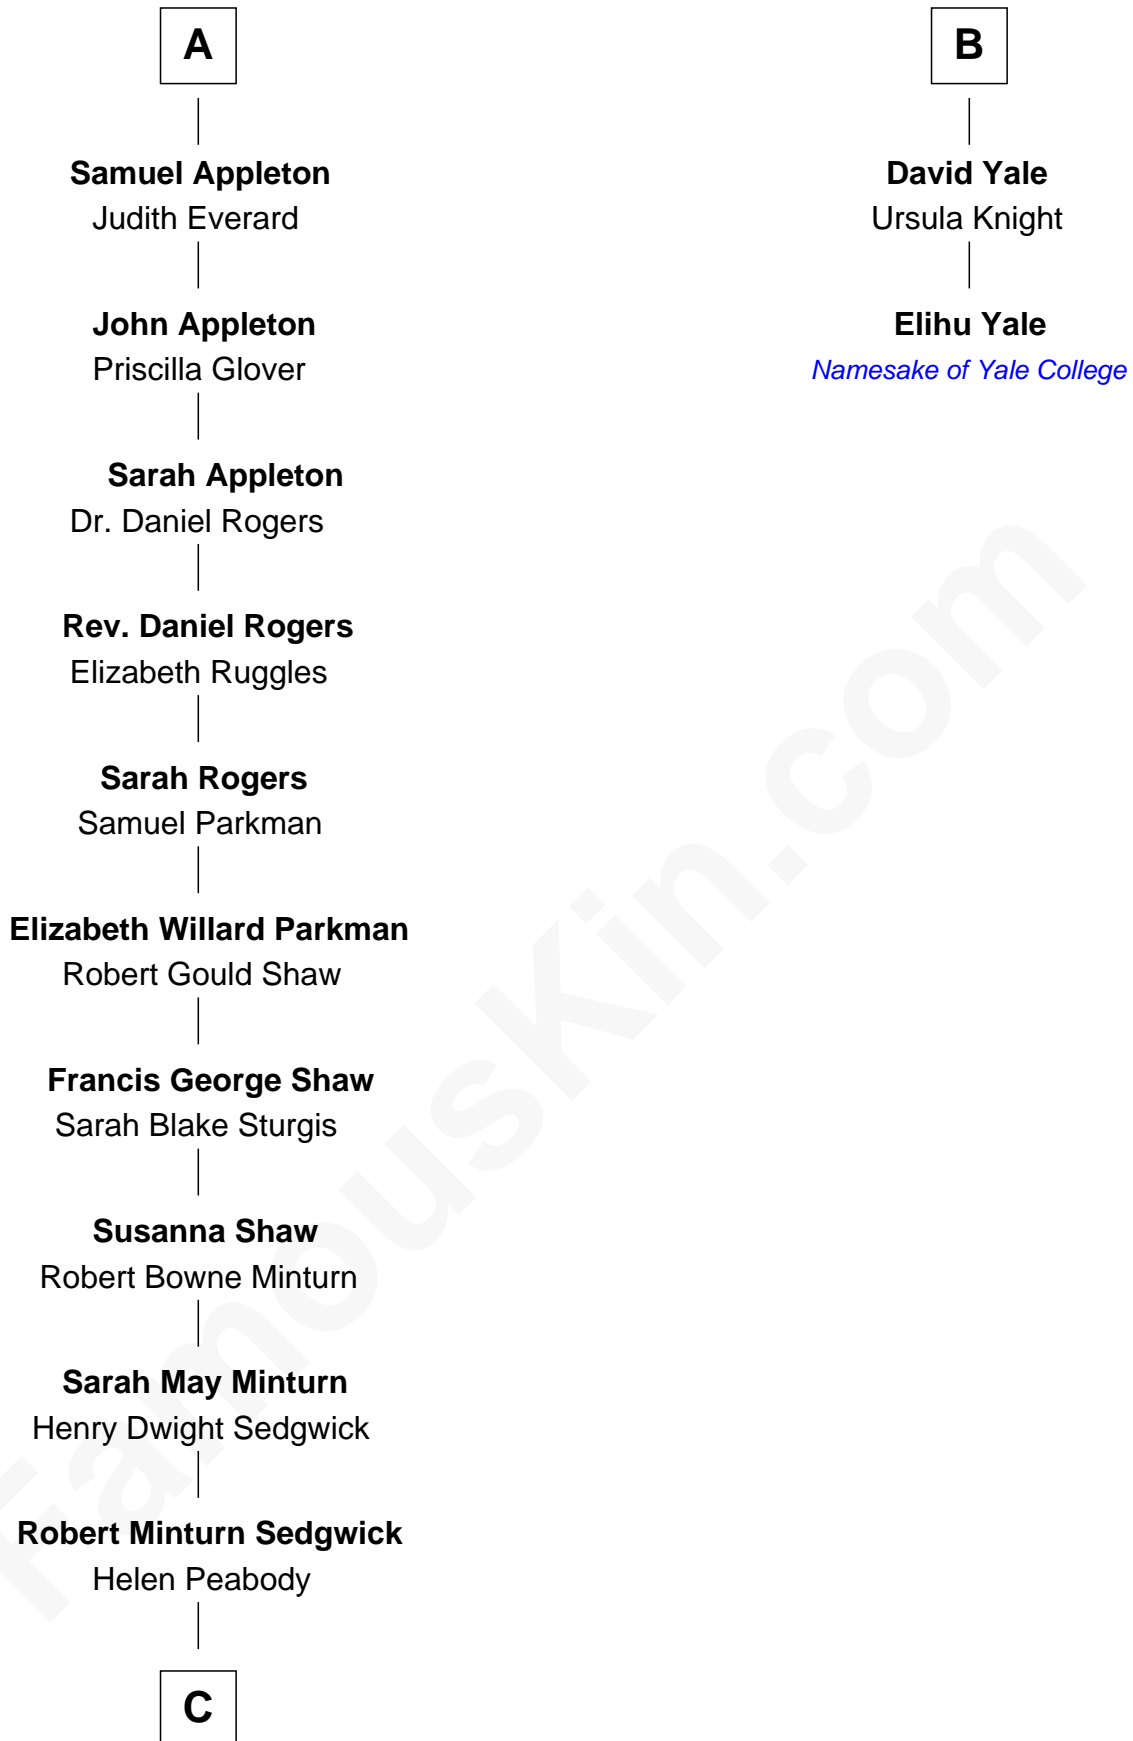 A
Samuel Appleton
Judith Everard
John Appleton
Priscilla Glover
Sarah Appleton
Dr. Daniel Rogers
Rev. Daniel Rogers
Elizabeth Ruggles
Sarah Rogers
Samuel Parkman
Elizabeth Willard Parkman
Robert Gould Shaw
Francis George Shaw
Sarah Blake Sturgis
Susanna Shaw
Robert Bowne Minturn
Sarah May Minturn
Henry Dwight Sedgwick
Robert Minturn Sedgwick
Helen Peabody
C
B
David Yale
Ursula Knight
Elihu Yale
Namesake of Yale College
FamousKin.com